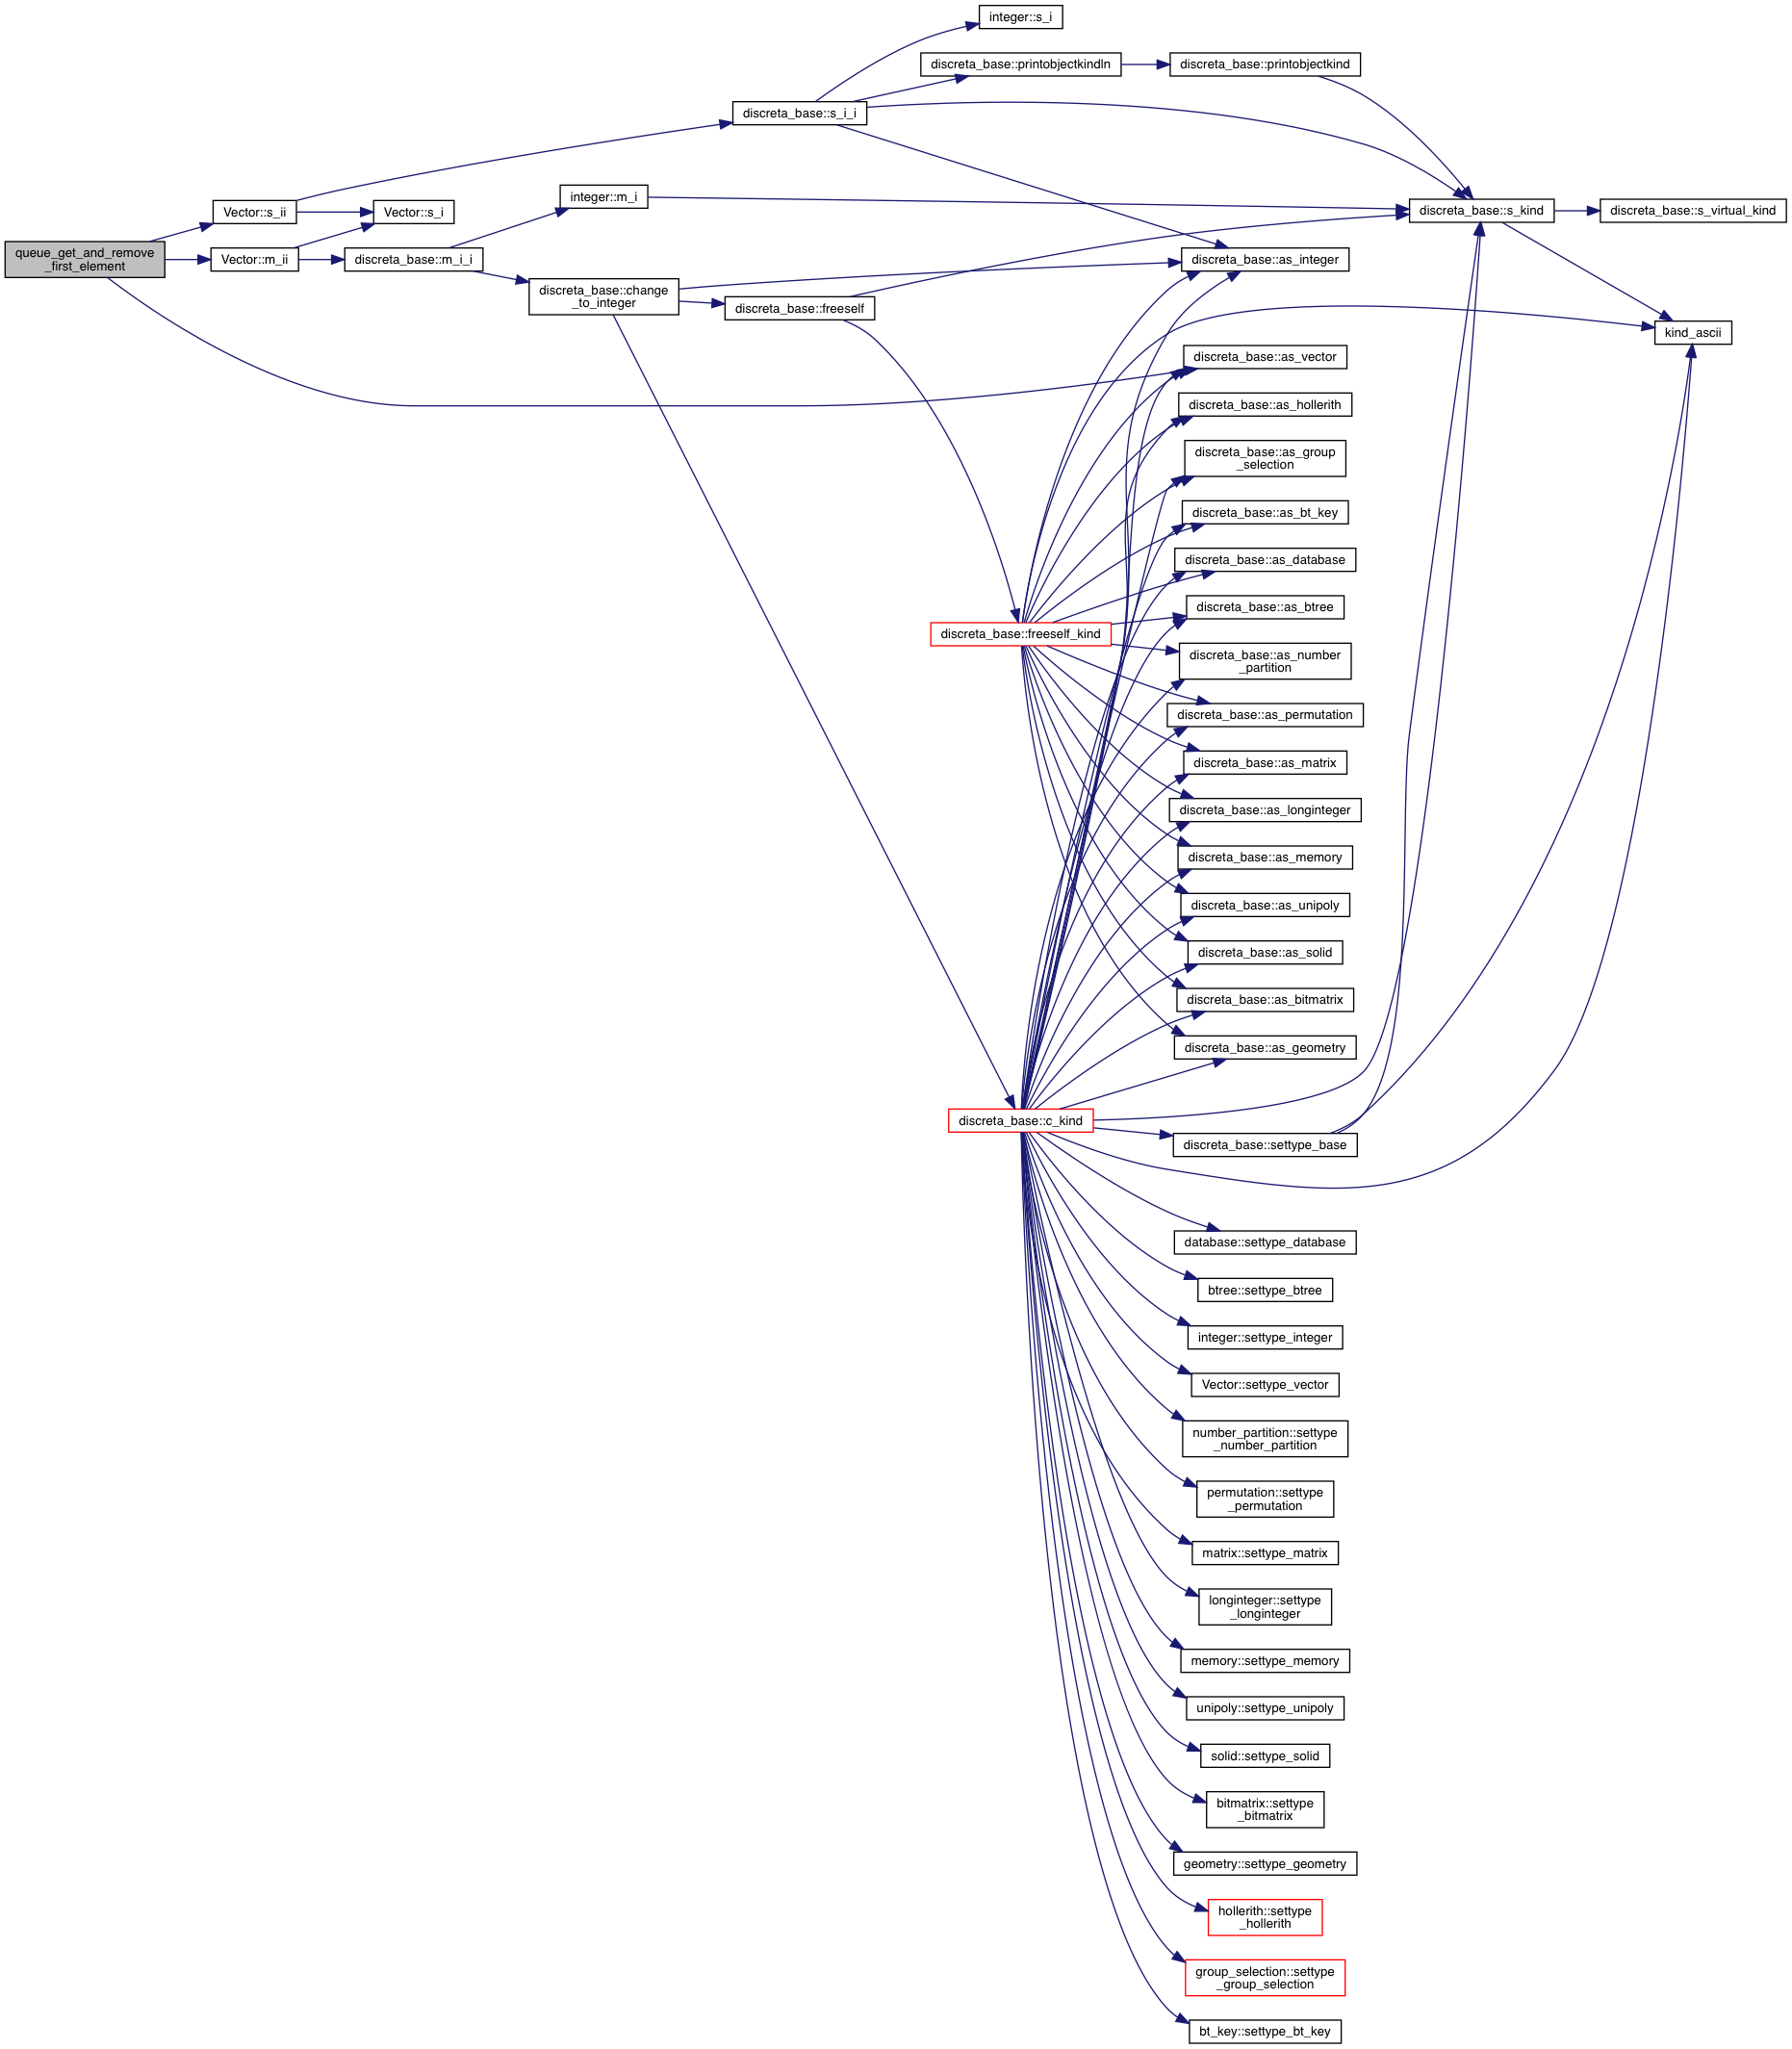 integer::s_i
discreta_base::printobjectkindln
discreta_base::printobjectkind
discreta_base::s_i_i
integer::m_i
Vector::s_ii
Vector::s_i
discreta_base::s_kind
discreta_base::s_virtual_kind
queue_get_and_remove
_first_element
Vector::m_ii
discreta_base::m_i_i
discreta_base::as_integer
discreta_base::change
_to_integer
discreta_base::freeself
kind_ascii
discreta_base::as_vector
discreta_base::as_hollerith
discreta_base::as_group
_selection
discreta_base::as_bt_key
discreta_base::as_database
discreta_base::as_btree
discreta_base::freeself_kind
discreta_base::as_number
_partition
discreta_base::as_permutation
discreta_base::as_matrix
discreta_base::as_longinteger
discreta_base::as_memory
discreta_base::as_unipoly
discreta_base::as_solid
discreta_base::as_bitmatrix
discreta_base::as_geometry
discreta_base::c_kind
discreta_base::settype_base
database::settype_database
btree::settype_btree
integer::settype_integer
Vector::settype_vector
number_partition::settype
_number_partition
permutation::settype
_permutation
matrix::settype_matrix
longinteger::settype
_longinteger
memory::settype_memory
unipoly::settype_unipoly
solid::settype_solid
bitmatrix::settype
_bitmatrix
geometry::settype_geometry
hollerith::settype
_hollerith
group_selection::settype
_group_selection
bt_key::settype_bt_key